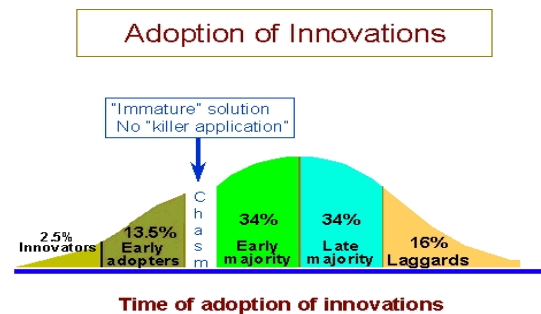 Adoption of Innovations
"Immature" solution
No "killer application"
2.5%
Innovators
13.5%
Early
adopters
Chasm
34%
Early
majority
34%
Late
majority
16%
Laggards
Time of adoption of innovations